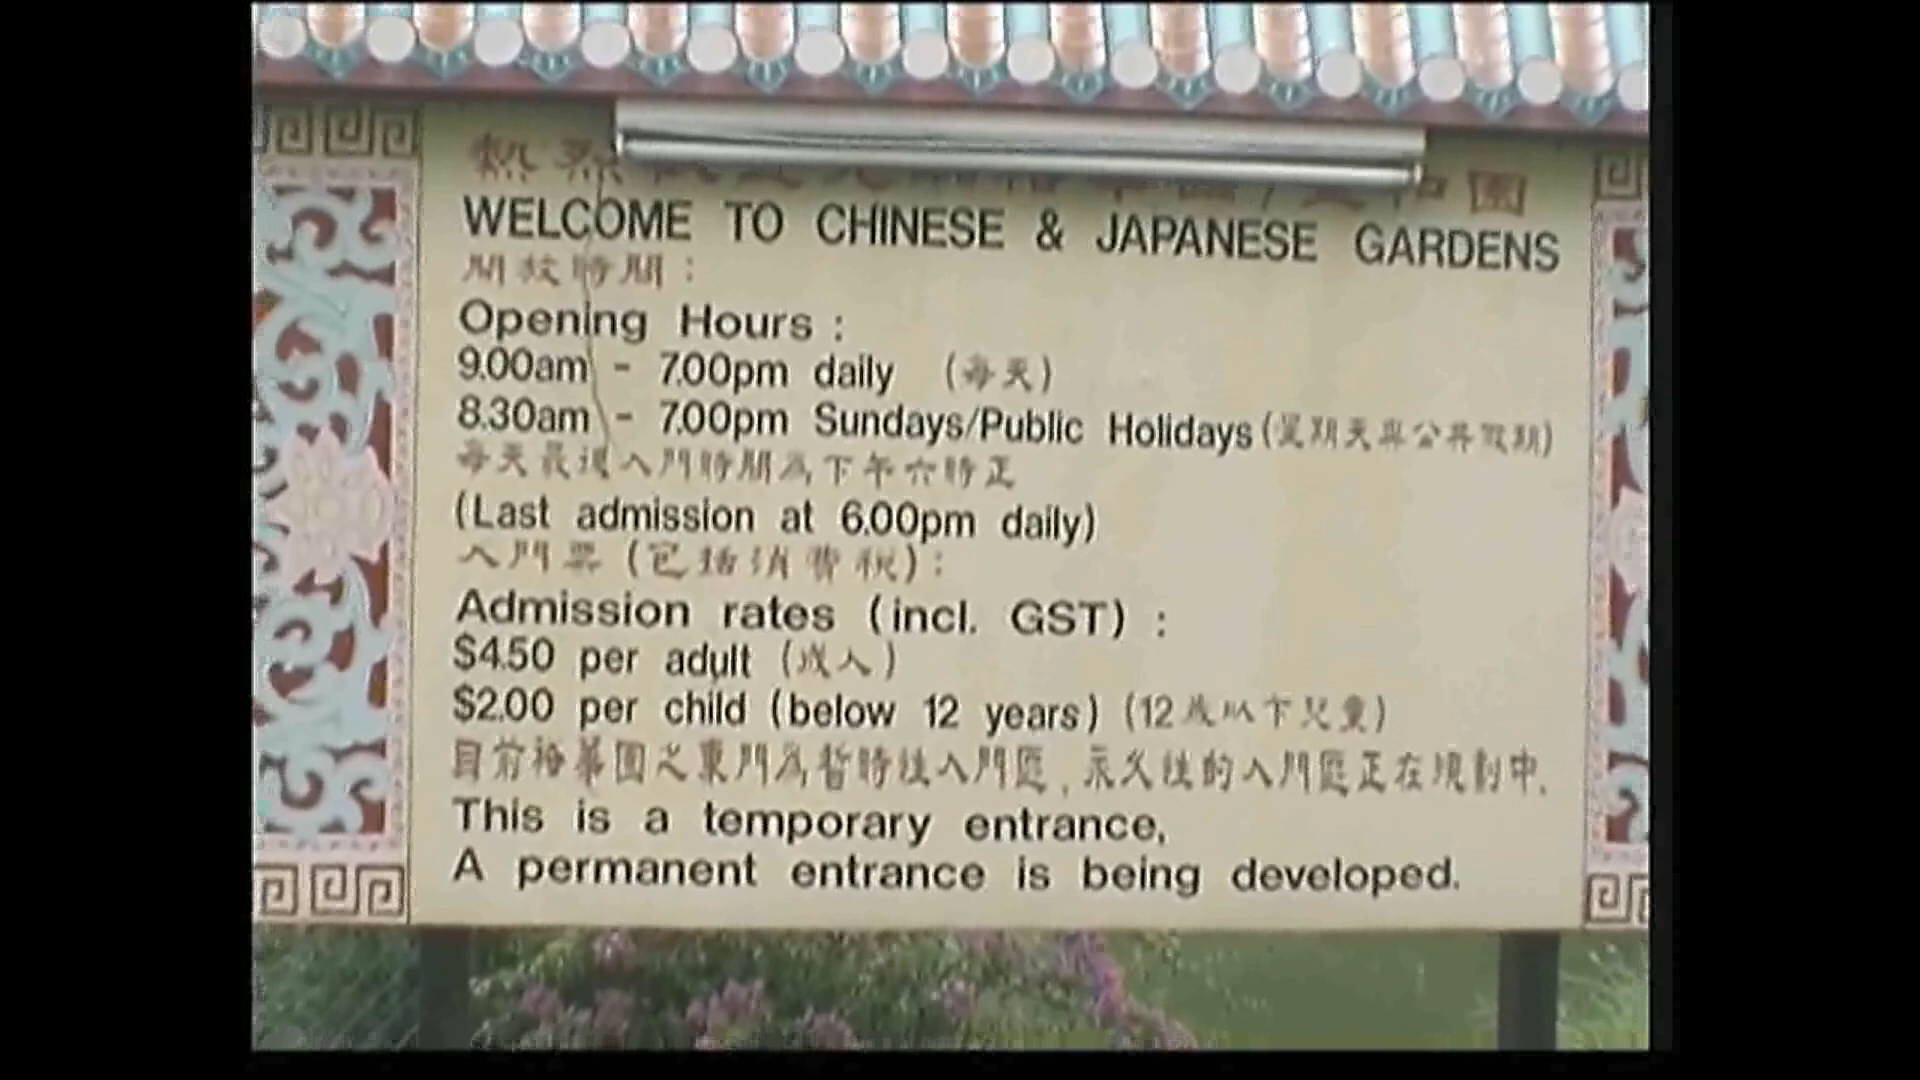 熱烈
園
WELCOME TO CHINESE & JAPANESE GARDENS
開放時間：
Opening Hours :
9.00am - 7.00pm daily (每天)
8.30am - 7.00pm Sundays/Public Holidays (星期天與公共假期)
每天最遲入門時間為下午六時正
(Last admission at 6.00pm daily)
入門票 (包括消費稅)：
Admission rates (incl. GST) :
$4.50 per adult (成人)
$2.00 per child (below 12 years) (12歲以下兒童)
目前裕華園之東門為暫時性入門處，永久性的入門處正在規劃中.
This is a temporary entrance,
A permanent entrance is being developed.